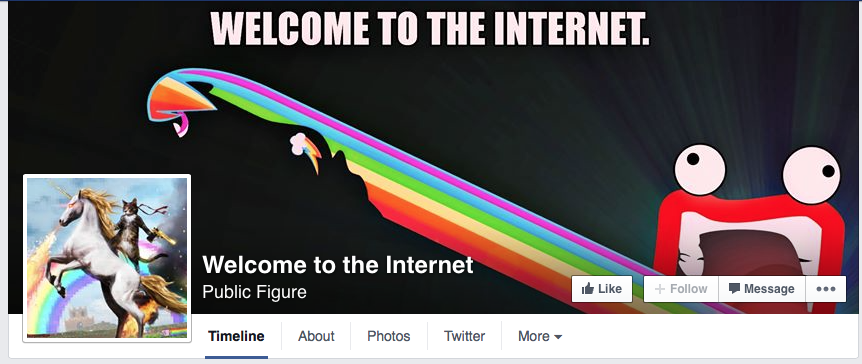 WELCOME TO THE INTERNET.
Welcome to the Internet
Public Figure
Like
Follow
Message
Timeline
About
Photos
Twitter
More